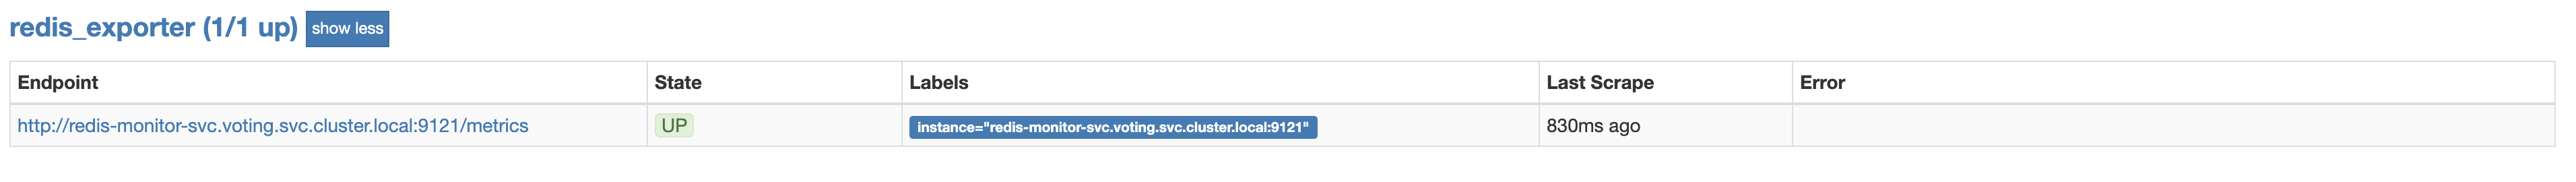 redis_exporter (1/1 up) show less
Endpoint State Labels Last Scrape Error
http://redis-monitor-svc.voting.svc.cluster.local:9121/metrics UP instance="redis-monitor-svc.voting.svc.cluster.local:9121" 830ms ago